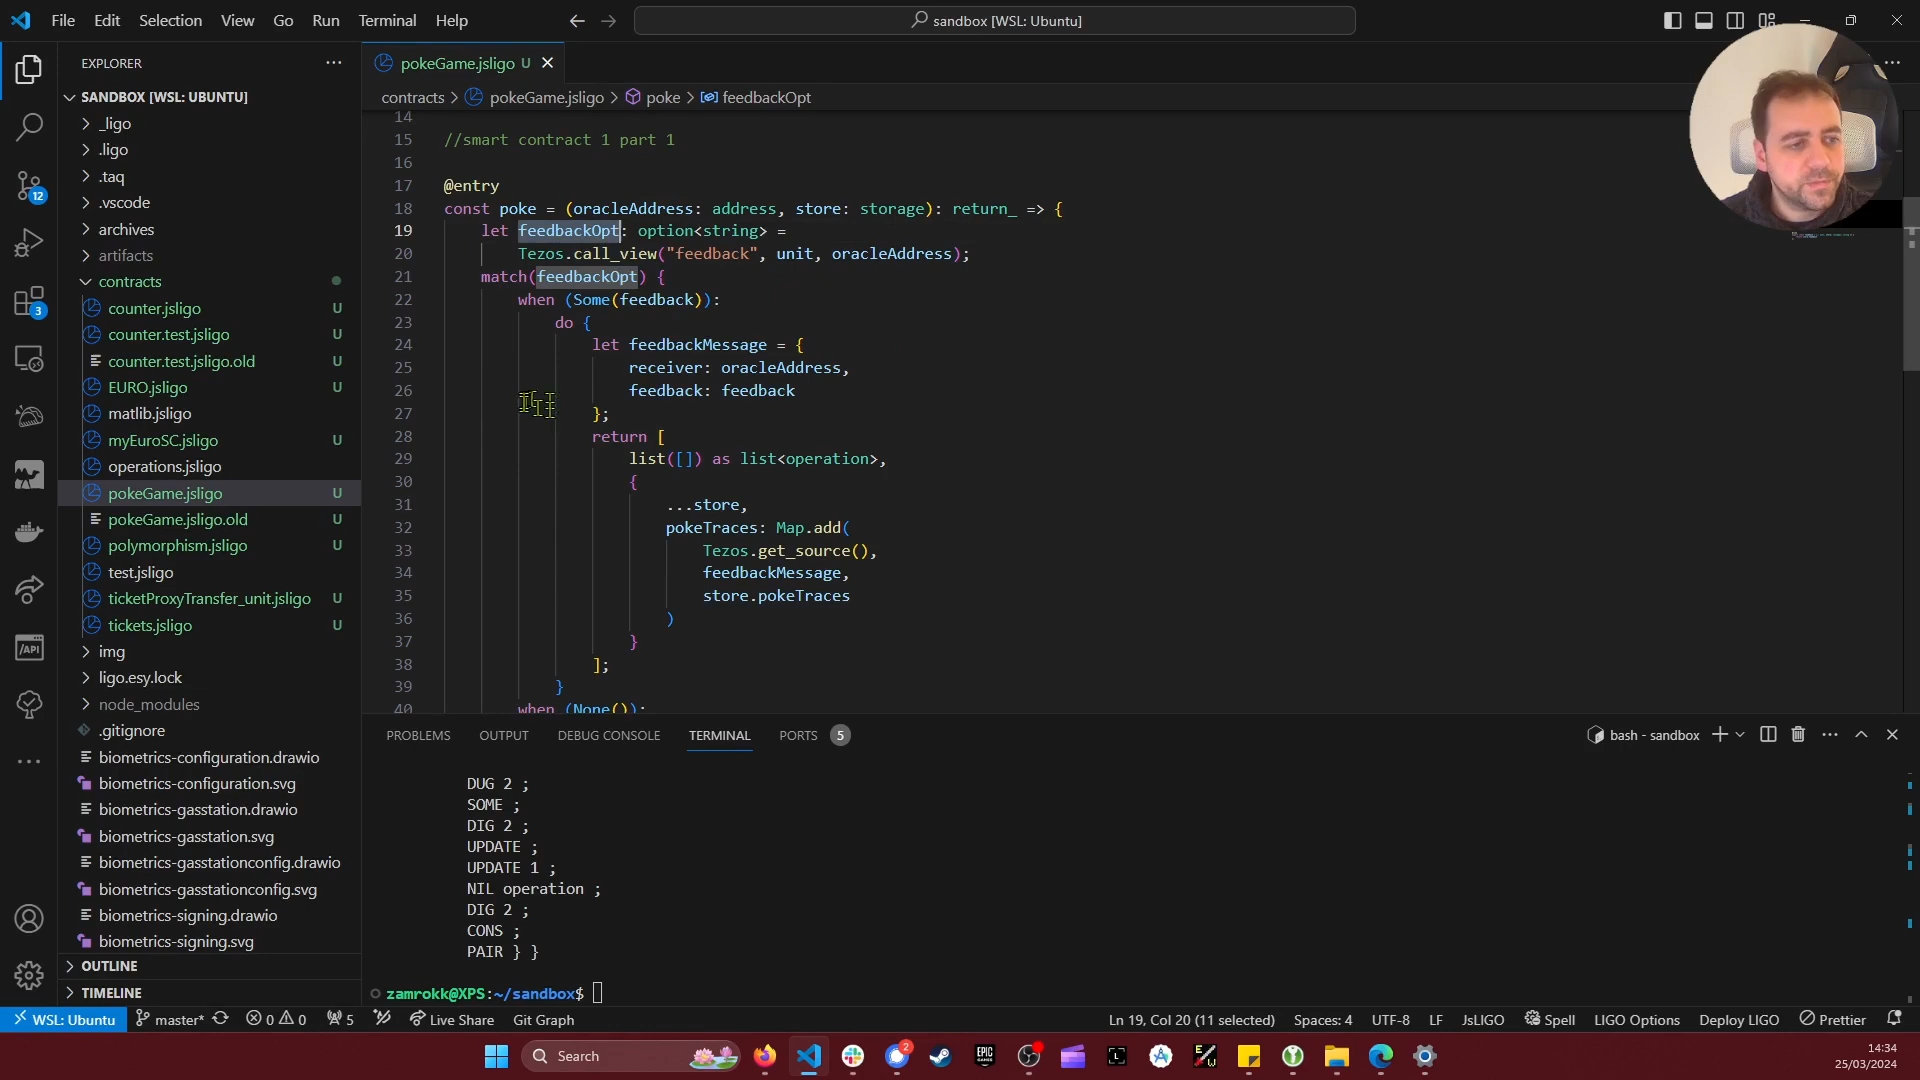 File Edit Selection View Go Run Terminal Help
sandbox [WSL: Ubuntu]
EXPLORER
SANDBOX [WSL: UBUNTU]
_ligo
.ligo
.taq
.vscode
archives
artifacts
contracts
counter.jsligo U
counter.test.jsligo U
counter.test.jsligo.old U
EURO.jsligo U
matlib.jsligo
myEuroSC.jsligo U
operations.jsligo
pokeGame.jsligo U
pokeGame.jsligo.old U
polymorphism.jsligo U
test.jsligo
ticketProxyTransfer_unit.jsligo U
tickets.jsligo U
img
ligo.esy.lock
node_modules
.gitignore
biometrics-configuration.drawio
biometrics-configuration.svg
biometrics-gasstation.drawio
biometrics-gasstation.svg
biometrics-gasstationconfig.drawio
biometrics-gasstationconfig.svg
biometrics-signing.drawio
biometrics-signing.svg
OUTLINE
TIMELINE
12
3
/API
pokeGame.jsligo U
contracts > pokeGame.jsligo > poke > feedbackOpt
14
15 //smart contract 1 part 1
16
17 @entry
18 const poke = (oracleAddress: address, store: storage): return_ => {
19 let feedbackOpt: option<string> =
20 Tezos.call_view("feedback", unit, oracleAddress);
21 match(feedbackOpt) {
22 when (Some(feedback)):
23 do {
24 let feedbackMessage = {
25 receiver: oracleAddress,
26 feedback: feedback
27 };
28 return [
29 list([]) as list<operation>,
30 {
31 ...store,
32 pokeTraces: Map.add(
33 Tezos.get_source(),
34 feedbackMessage,
35 store.pokeTraces
36 )
37 }
38 ];
39 }
40 when (None()):
PROBLEMS OUTPUT DEBUG CONSOLE TERMINAL PORTS 5
bash - sandbox
DUG 2 ;
SOME ;
DIG 2 ;
UPDATE ;
UPDATE 1 ;
NIL operation ;
DIG 2 ;
CONS ;
PAIR } }
zamrokk@XPS:~/sandbox$
WSL: Ubuntu master* 0 0 5 Live Share Git Graph
Ln 19, Col 20 (11 selected) Spaces: 4 UTF-8 LF JsLIGO Spell LIGO Options Deploy LIGO Prettier
Search
2
EPIC GAMES
L
14:34
25/03/2024